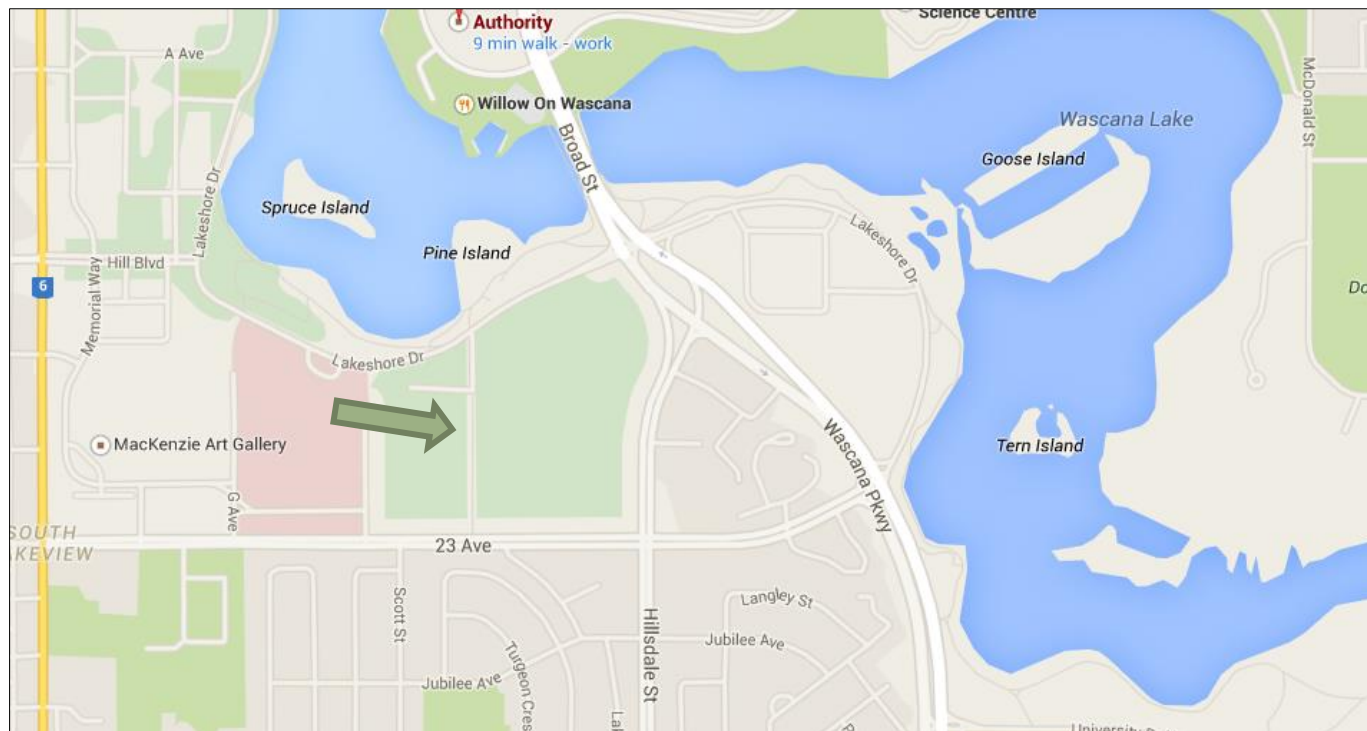 Authority
9 min walk - work
Science Centre
A Ave
McDonald St
Willow On Wascana
Wascana Lake
Broad St
Goose Island
Lakeshore Dr
Spruce Island
Pine Island
Lakeshore Dr
Hill Blvd
6
Memorial Way
Lakeshore Dr
MacKenzie Art Gallery
Tern Island
Wascana Pkwy
G Ave
SOUTH
23 Ave
Scott St
Hillsdale St
Langley St
Jubilee Ave
Turgeon Cres
Jubilee Ave